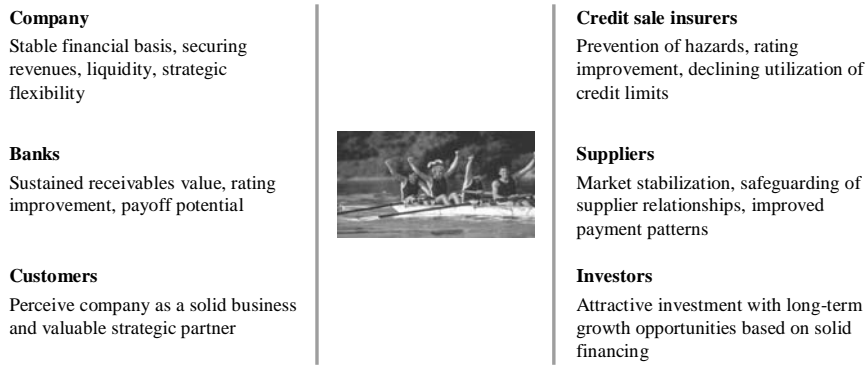 Company
Stable financial basis, securing
revenues, liquidity, strategic
flexibility
Banks
Sustained receivables value, rating
improvement, payoff potential
Customers
Perceive company as a solid business
and valuable strategic partner
Credit sale insurers
Prevention of hazards, rating
improvement, declining utilization of
credit limits
Suppliers
Market stabilization, safeguarding of
supplier relationships, improved
payment patterns
Investors
Attractive investment with long-term
growth opportunities based on solid
financing